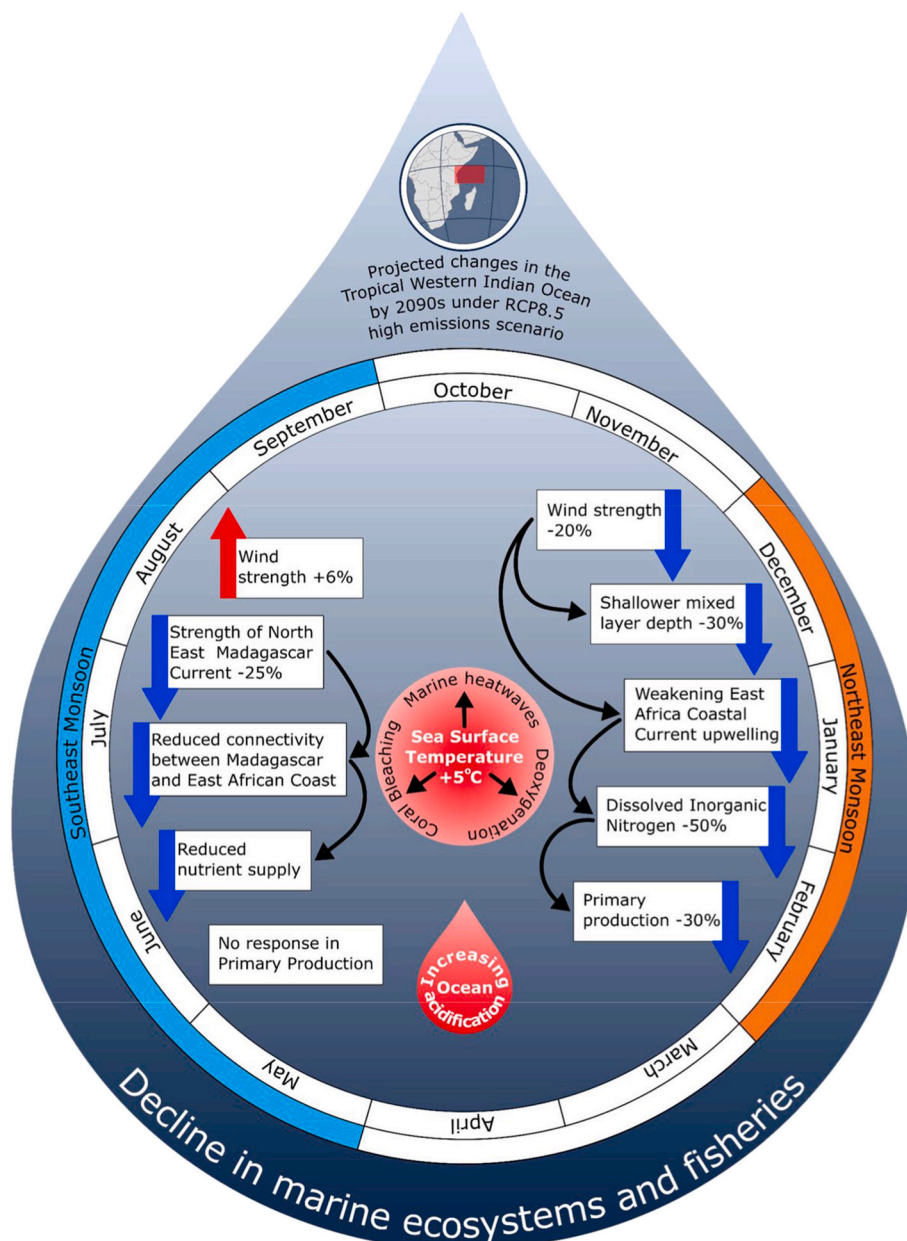 Projected changes in the
Tropical Western Indian Ocean
by 2090s under RCP8.5
high emissions scenario
October
November
December
January
February
March
April
May
June
July
August
September
Southeast Monsoon
Northeast Monsoon
Wind
strength +6%
Strength of North
East Madagascar
Current -25%
Reduced connectivity
between Madagascar
and East African Coast
Reduced
nutrient supply
No response in
Primary Production
Marine heatwaves
Deoxygenation
Coral Bleaching
Sea Surface
Temperature
+5°C
Increasing
Ocean
acidification
Wind strength
-20%
Shallower mixed
layer depth -30%
Weakening East
Africa Coastal
Current upwelling
Dissolved Inorganic
Nitrogen -50%
Primary
production -30%
Decline in marine ecosystems and fisheries